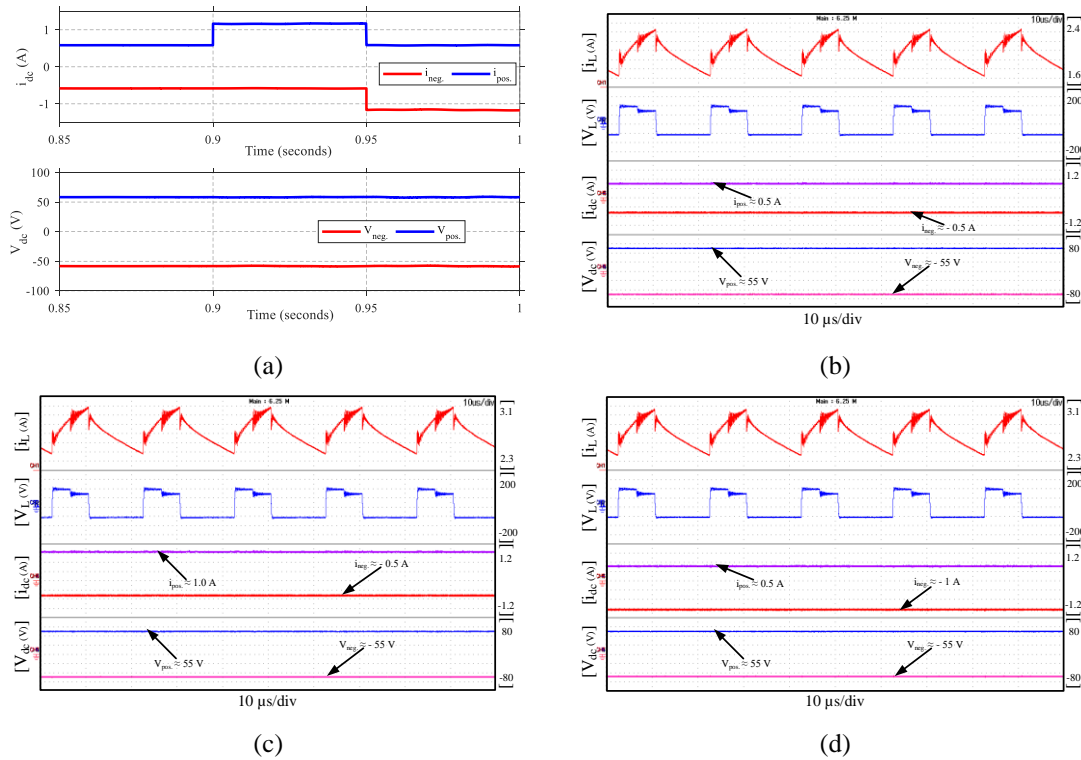 1
0
-1
i_dc (A)
i_neg. i_pos.
0.85 0.9 0.95 1
Time (seconds)
100
50
0
-50
-100
V_dc (V)
V_neg. V_pos.
0.85 0.9 0.95 1
Time (seconds)
(a)
Main : 6.25 M 10us/div
[i_L (A)
2.4
1.6 ][
[V_L (V)
200
-200 ][
[i_dc (A)
1.2
-1.2 ][
i_pos. ≈ 0.5 A
i_neg. ≈ - 0.5 A
[V_dc (V)
80
-80 ]
V_neg. ≈ - 55 V
V_pos. ≈ 55 V
10 µs/div
(b)
Main : 6.25 M 10us/div
[i_L (A)
3.1
2.3 ][
[V_L (V)
200
-200 ][
[i_dc (A)
1.2
-1.2 ][
i_neg. ≈ - 0.5 A
i_pos. ≈ 1.0 A
[V_dc (V)
80
-80 ]
V_neg. ≈ - 55 V
V_pos. ≈ 55 V
10 µs/div
(c)
Main : 6.25 M 10us/div
[i_L (A)
3.1
2.3 ][
[V_L (V)
200
-200 ][
[i_dc (A)
1.2
-1.2 ][
i_pos. ≈ 0.5 A
i_neg. ≈ - 1 A
[V_dc (V)
80
-80 ]
V_neg. ≈ - 55 V
V_pos. ≈ 55 V
10 µs/div
(d)